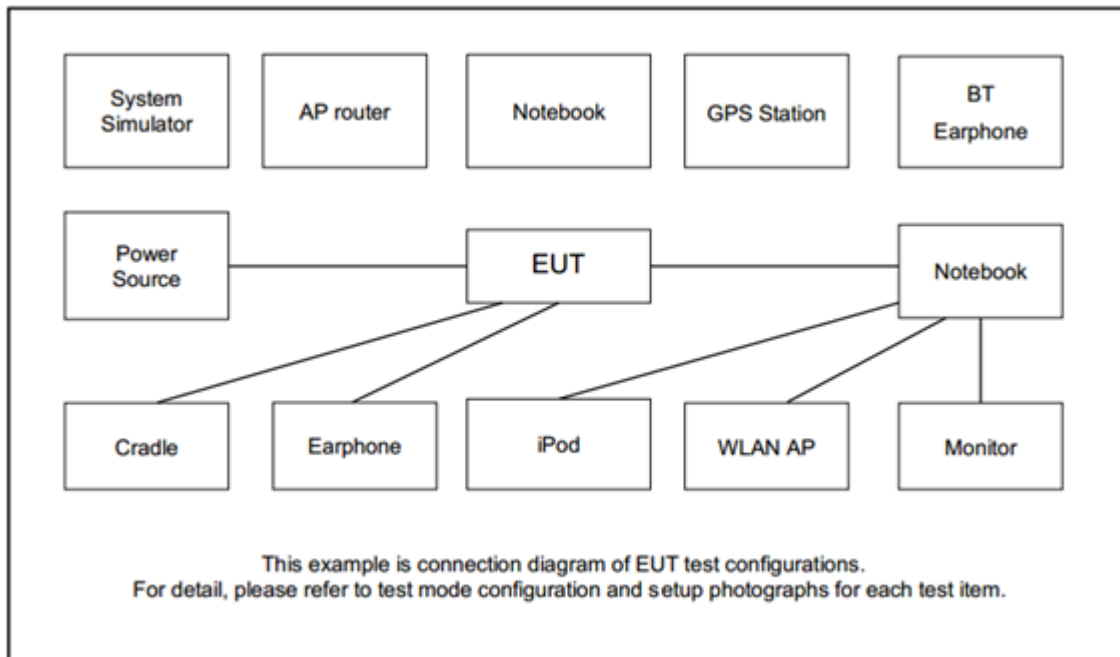 System
Simulator
AP router
Notebook
GPS Station
BT
Earphone
Power
Source
EUT
Notebook
Cradle
Earphone
iPod
WLAN AP
Monitor
This example is connection diagram of EUT test configurations.
For detail, please refer to test mode configuration and setup photographs for each test item.